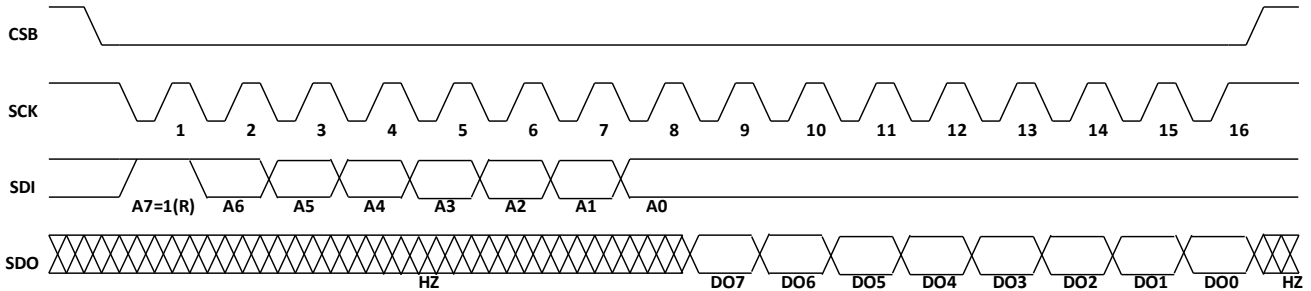 CSB
SCK
1 2 3 4 5 6 7 8 9 10 11 12 13 14 15 16
SDI
A7=1(R) A6 A5 A4 A3 A2 A1 A0
SDO
HZ DO7 DO6 DO5 DO4 DO3 DO2 DO1 DO0 HZ